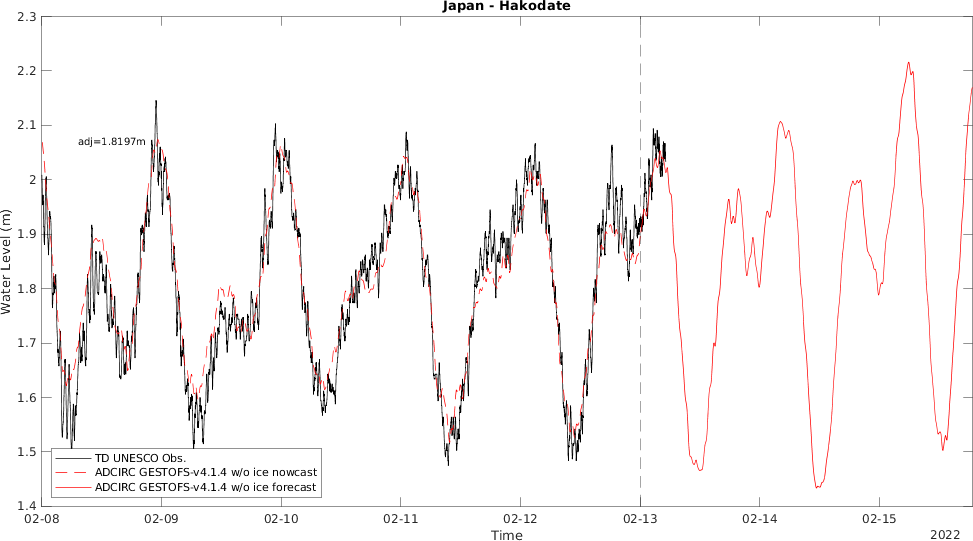 Japan - Hakodate
2.3
2.2
2.1
2
1.9
1.8
1.7
1.6
1.5
1.4
Water Level (m)
adj=1.8197m
TD UNESCO Obs.
ADCIRC GESTOFS-v4.1.4 w/o ice nowcast
ADCIRC GESTOFS-v4.1.4 w/o ice forecast
02-08 02-09 02-10 02-11 02-12 02-13 02-14 02-15
Time
2022